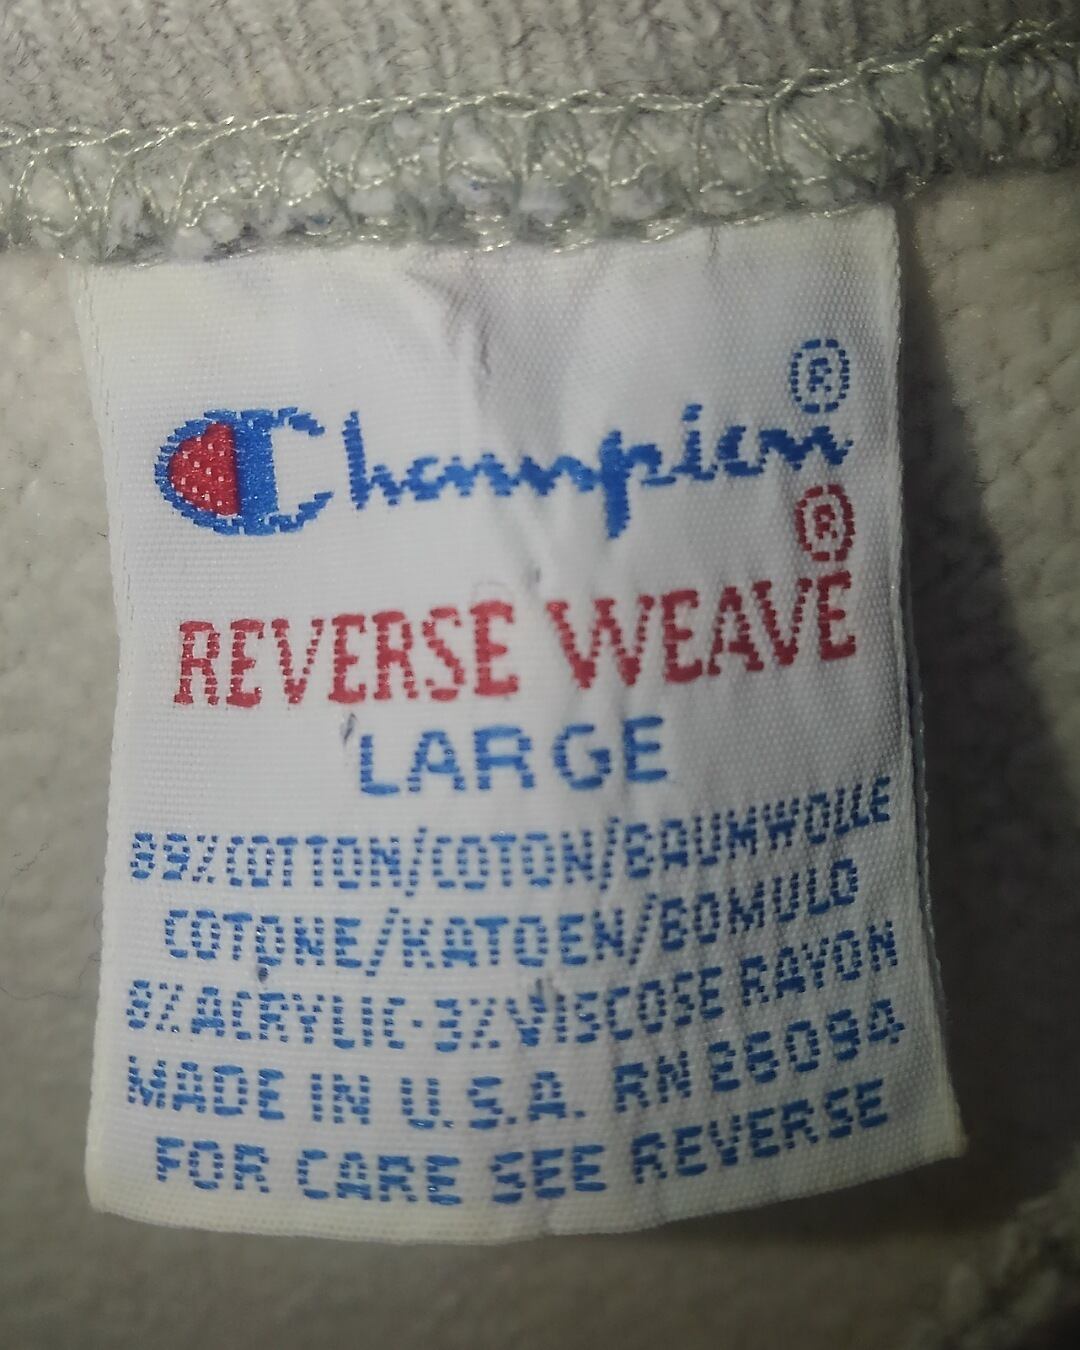 Champion®
®
REVERSE WEAVE
LARGE
89%COTTON/COTON/BAUMWOLLE
COTONE/KATOEN/BOMULD
8%ACRYLIC-3%VISCOSE RAYON
MADE IN U.S.A. RN 26094
FOR CARE SEE REVERSE